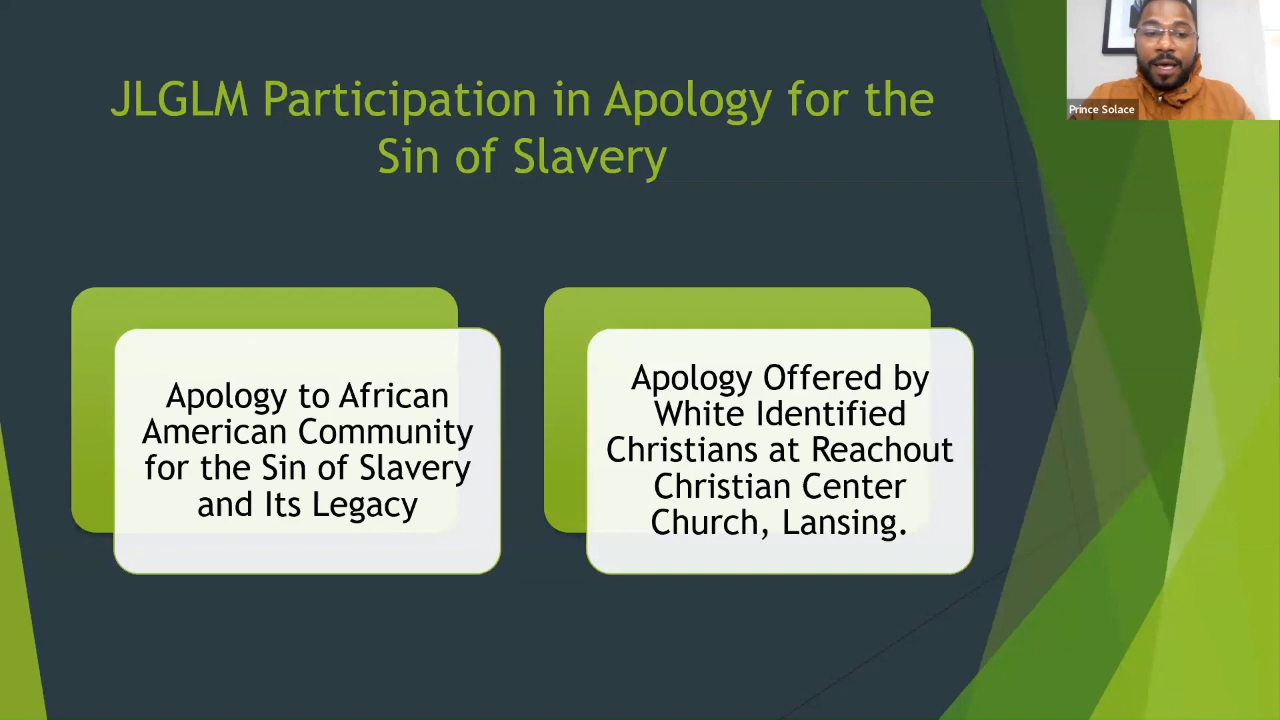 JLGLM Participation in Apology for the
Sin of Slavery
Prince Solace
Apology to African
American Community
for the Sin of Slavery
and Its Legacy
Apology Offered by
White Identified
Christians at Reachout
Christian Center
Church, Lansing.